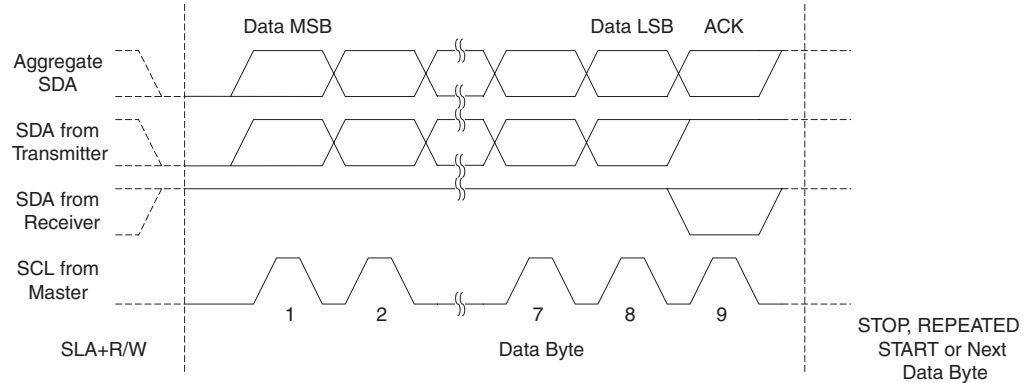 Data MSB
Data LSB
ACK
Aggregate
SDA
SDA from
Transmitter
SDA from
Receiver
SCL from
Master
1
2
7
8
9
SLA+R/W
Data Byte
STOP, REPEATED
START or Next
Data Byte